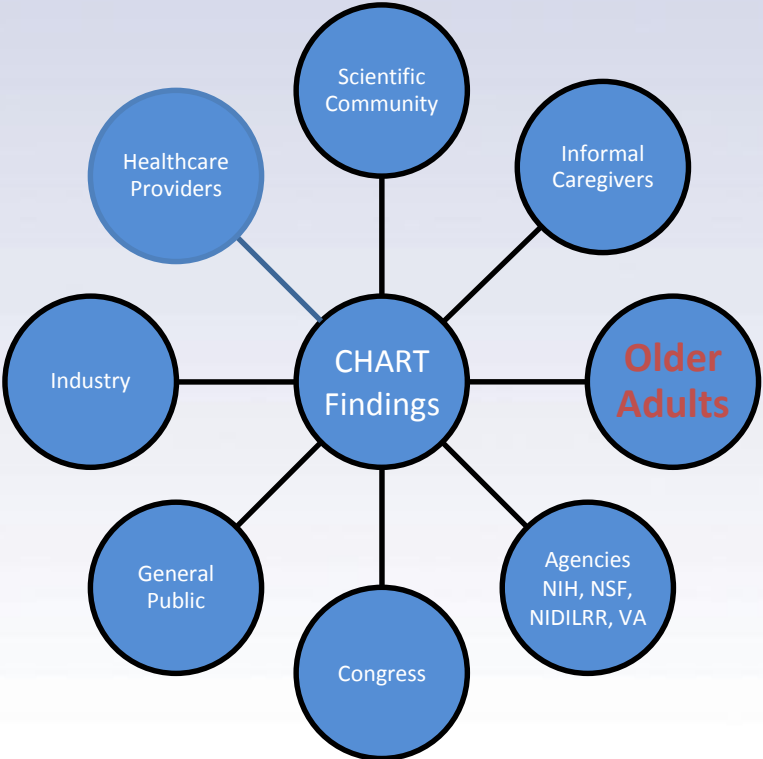 Scientific
Community
Healthcare
Providers
Informal
Caregivers
Industry
CHART
Findings
Older
Adults
General
Public
Agencies
NIH, NSF,
NIDILRR, VA
Congress